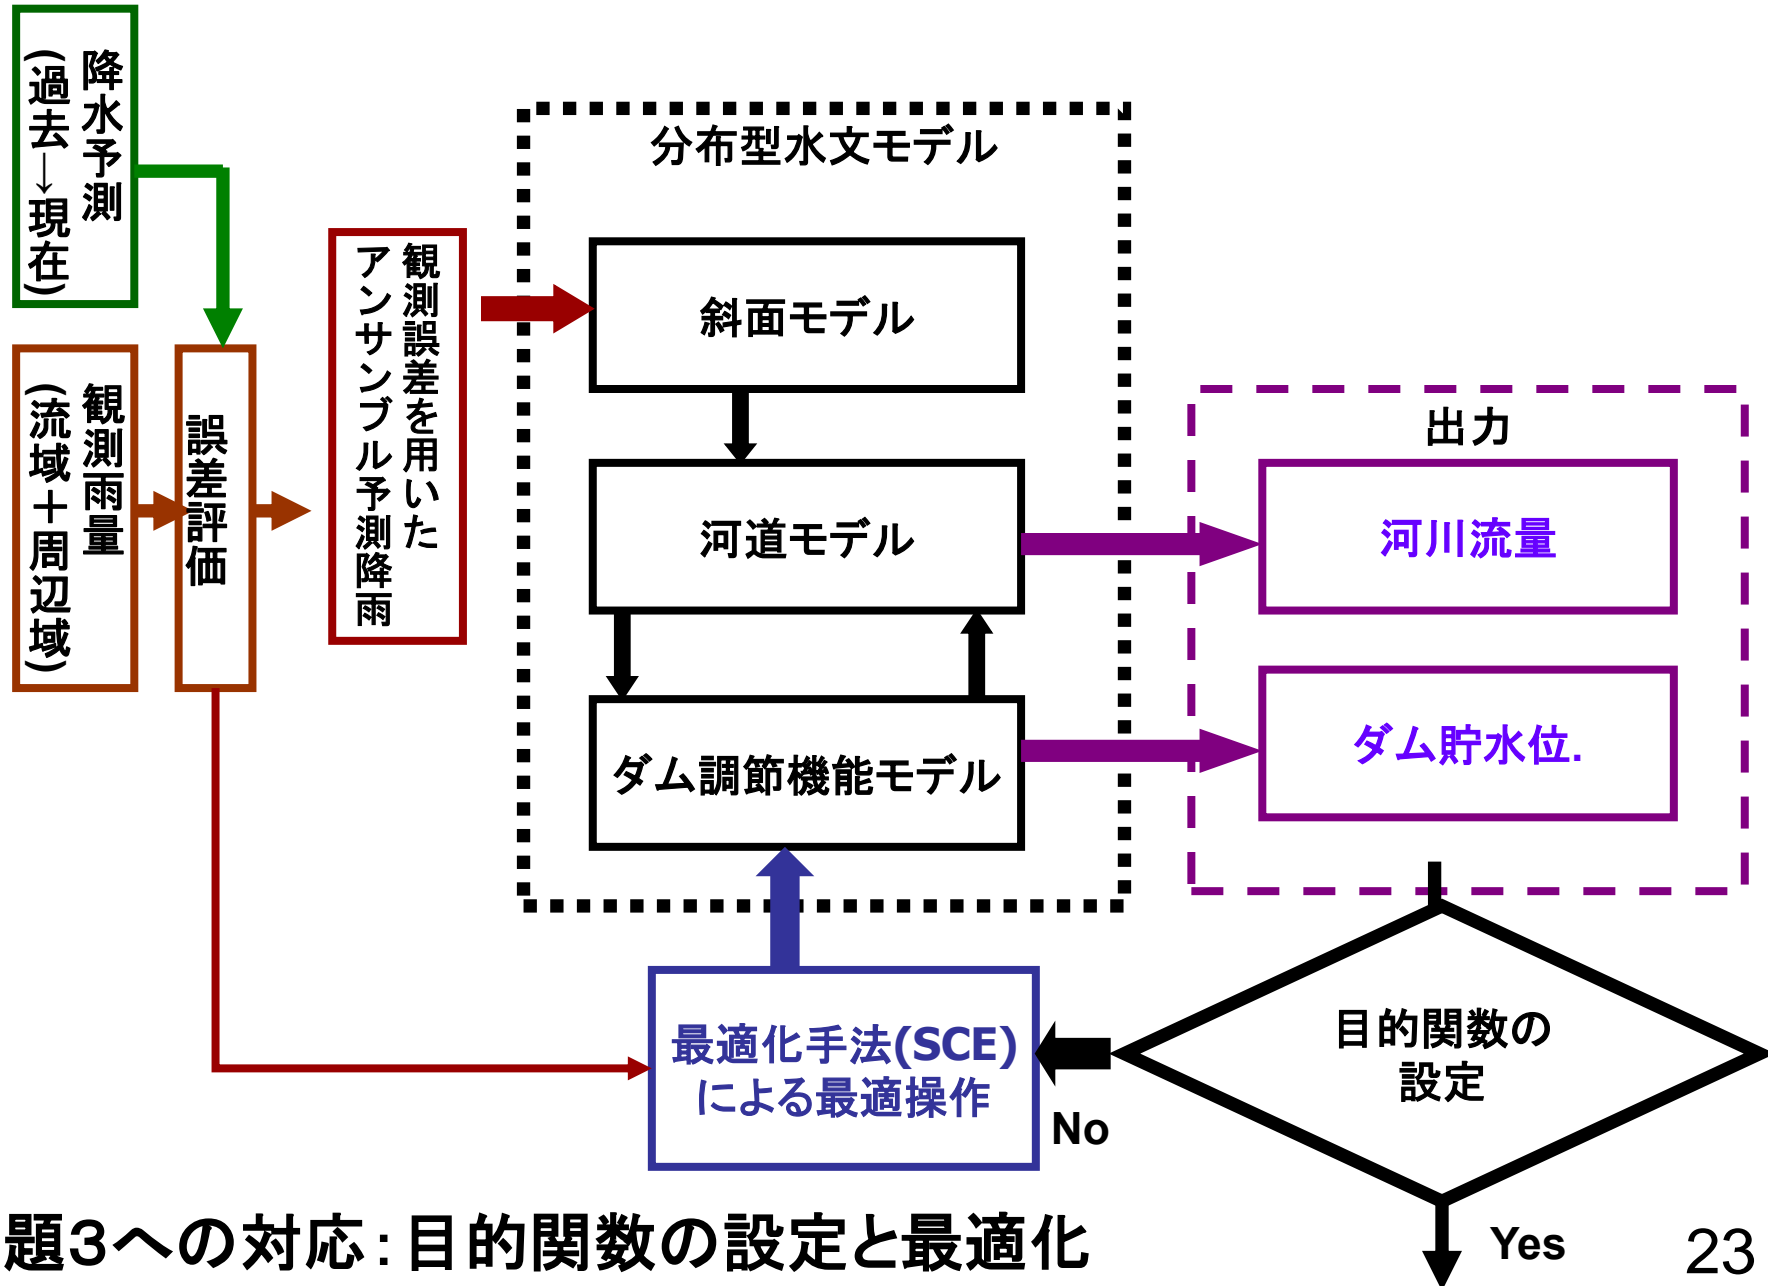 降水予測
(過去→現在)
観測雨量
(流域＋周辺域)
誤差評価
観測誤差を用いた
アンサンブル予測降雨
分布型水文モデル
斜面モデル
河道モデル
ダム調節機能モデル
出力
河川流量
ダム貯水位.
最適化手法(SCE)
による最適操作
目的関数の
設定
No
Yes
題３への対応：目的関数の設定と最適化
23